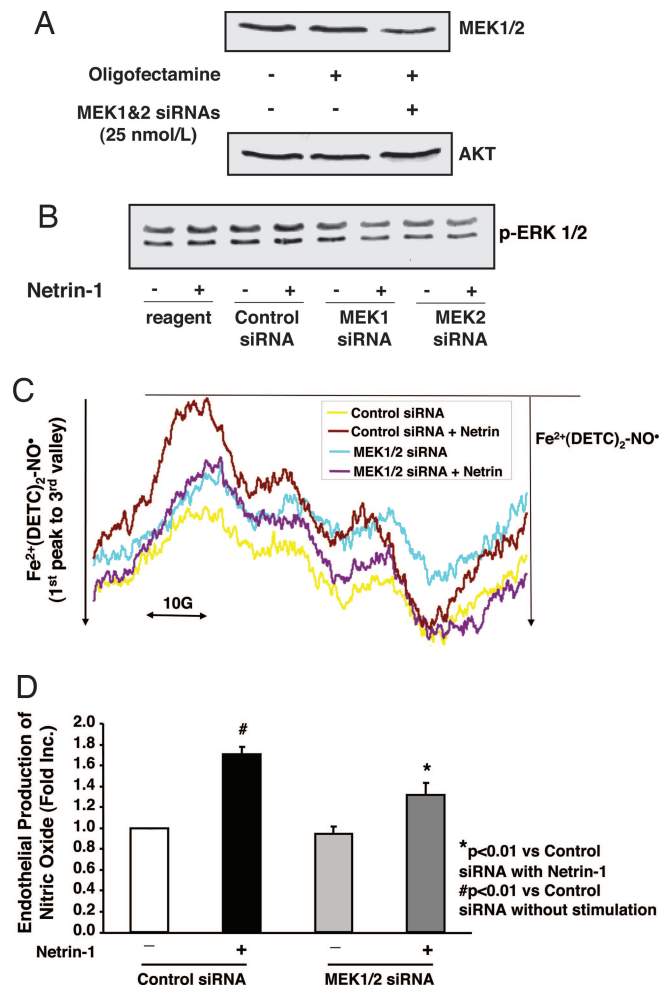 A
MEK1/2
Oligofectamine - + +
MEK1&2 siRNAs - - +
(25 nmol/L)
AKT
B
p-ERK 1/2
Netrin-1 - + - + - + - +
reagent Control MEK1 MEK2
siRNA siRNA siRNA
C
Fe2+(DETC)2-NO•
(1st peak to 3rd valley)
Control siRNA
Control siRNA + Netrin
MEK1/2 siRNA
MEK1/2 siRNA + Netrin
Fe2+(DETC)2-NO•
10G
D
Endothelial Production of
Nitric Oxide (Fold Inc.)
2.0
1.8
1.6
1.4
1.2
1.0
0.8
0.6
0.4
0.2
0.0
#
*
*p<0.01 vs Control
siRNA with Netrin-1
#p<0.01 vs Control
siRNA without stimulation
Netrin-1 – + – +
Control siRNA MEK1/2 siRNA